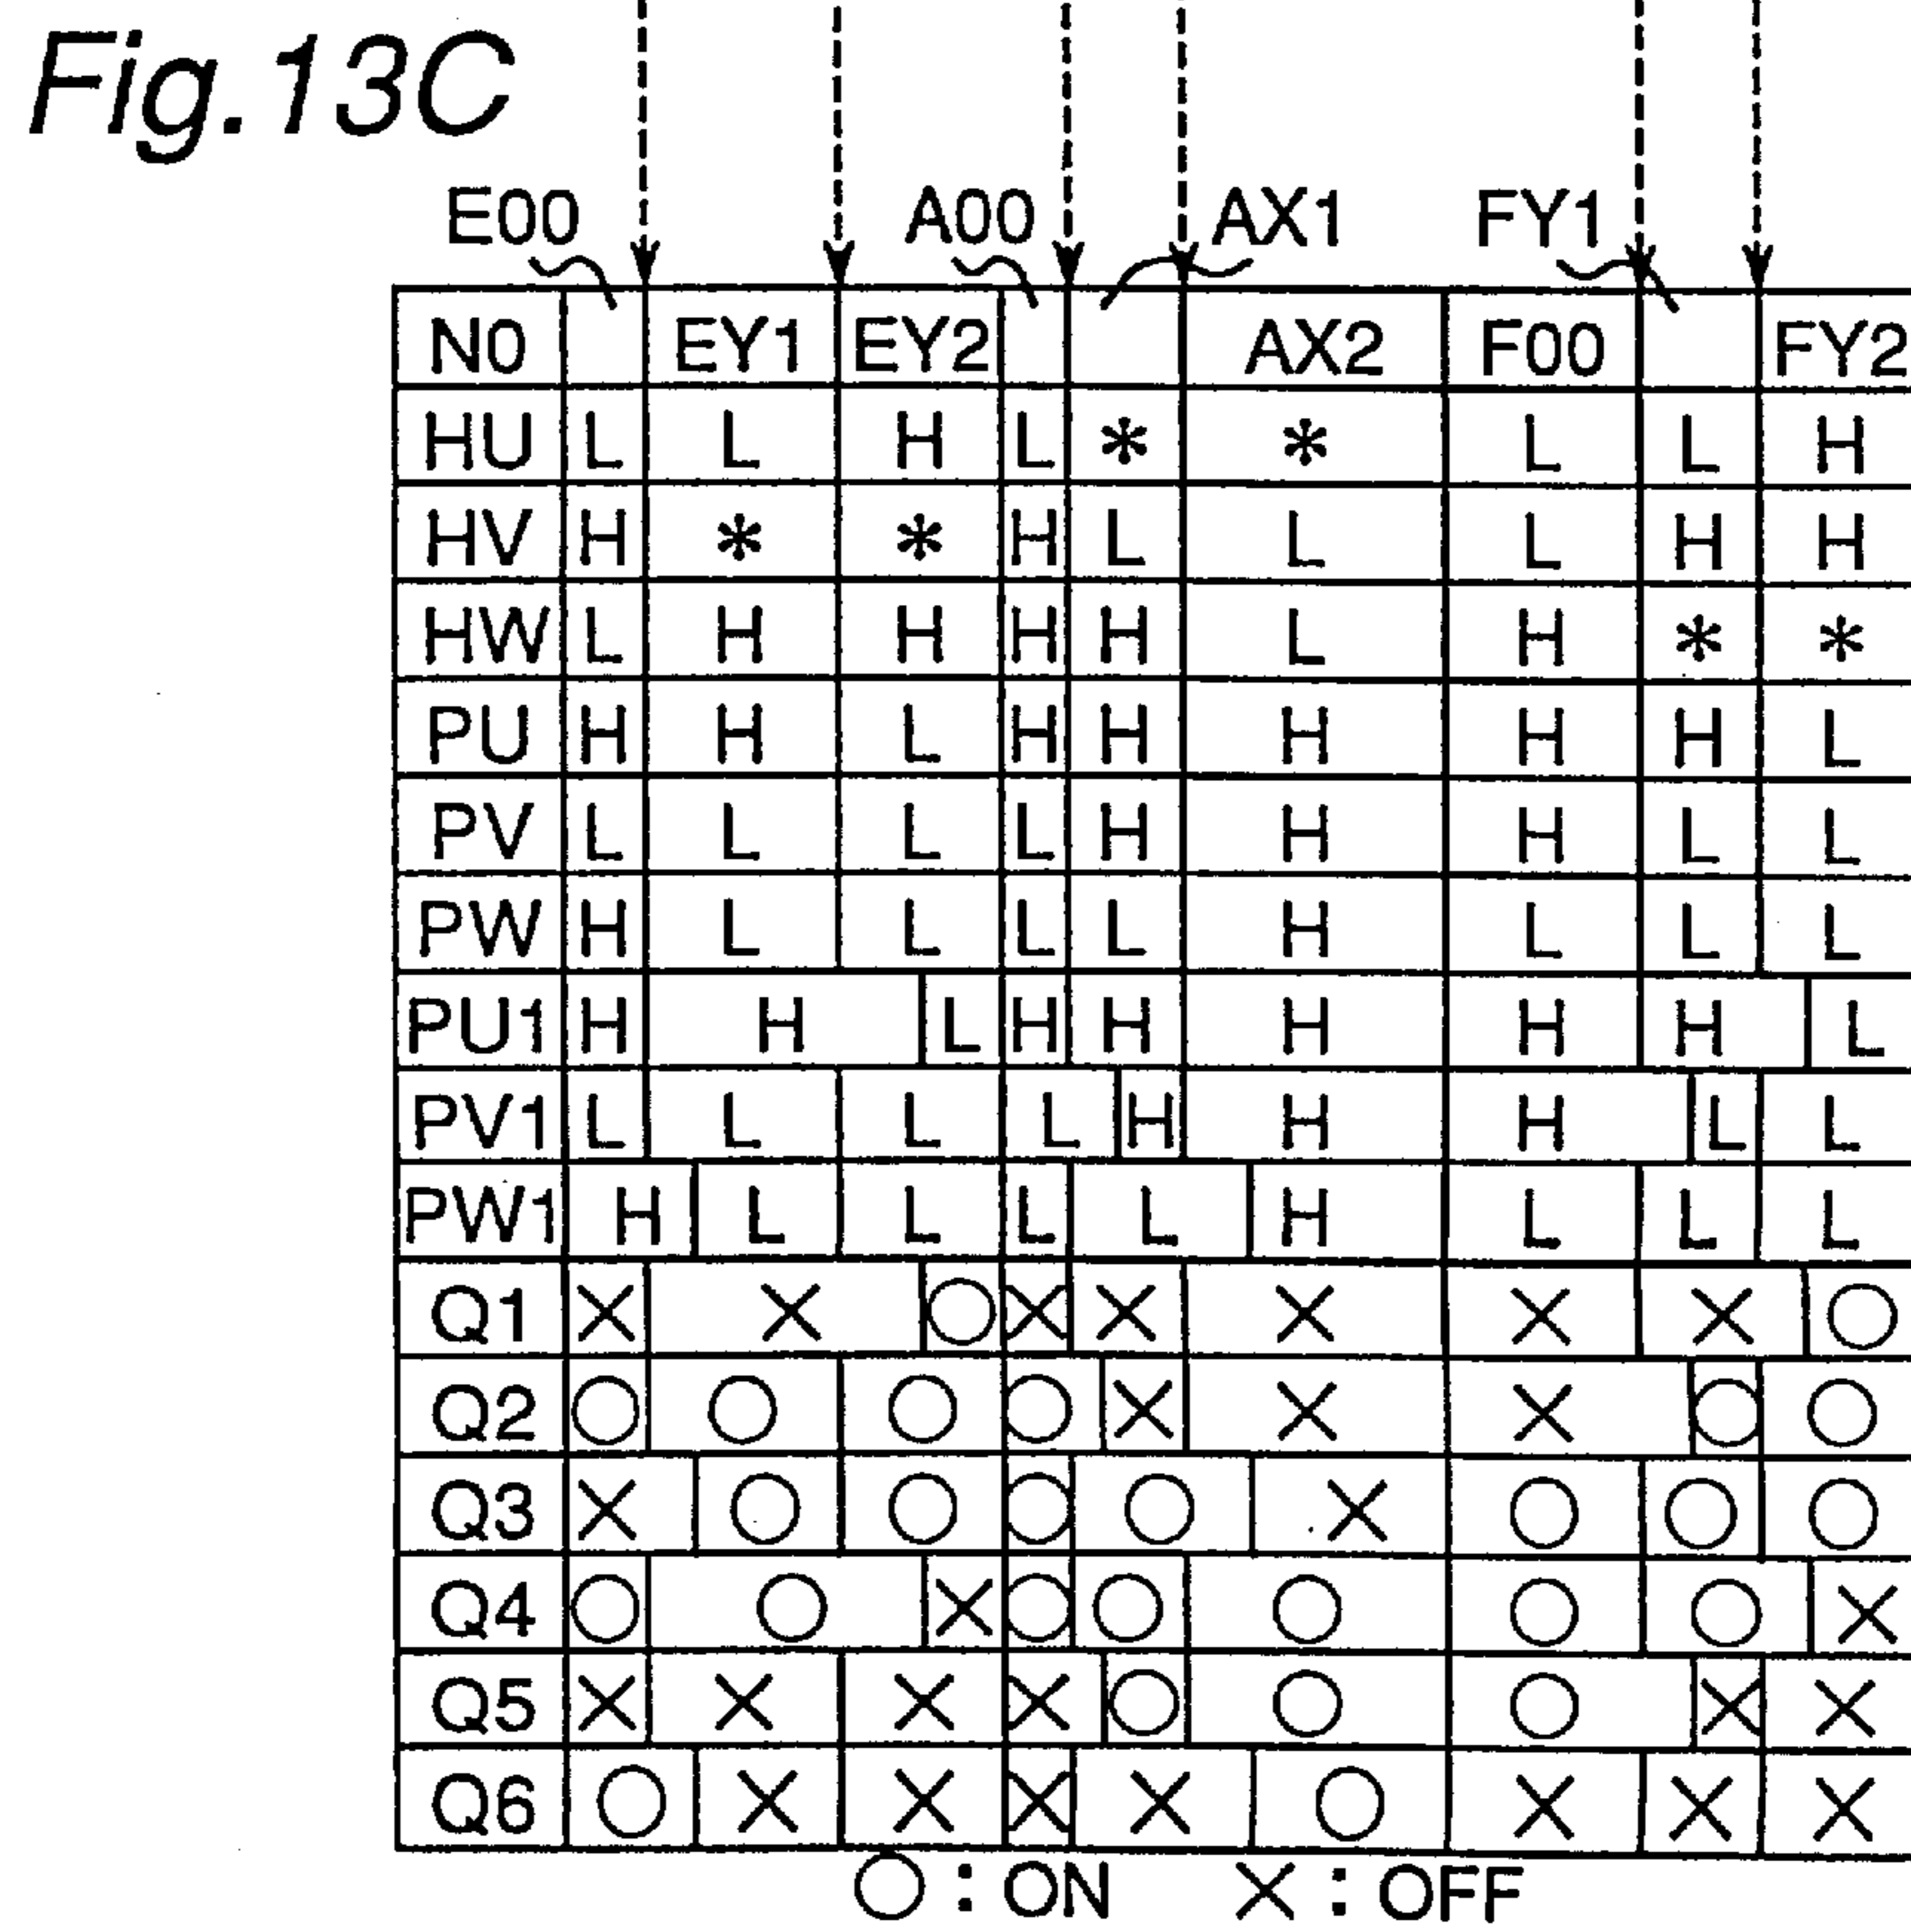 Fig.13C
E00 A00 AX1 FY1
N0 EY1 EY2 AX2 F00 FY2
HU L L H L * * L L H
HV H * * H L L L H H
HW L H H H H L H * *
PU H H L H H H H H L
PV L L L L H H H L L
PW H L L L L H L L L
PU1 H H L H H H H H L
PV1 L L L L H H H L L
PW1 H L L L L H L L L
Q1 × × ○ × × × × × ○
Q2 ○ ○ ○ ○ × × × ○ ○
Q3 × ○ ○ ○ ○ × ○ ○ ○
Q4 ○ ○ × ○ ○ ○ ○ ○ ×
Q5 × × × × ○ ○ ○ × ×
Q6 ○ × × × × ○ × × ×
○ : ON × : OFF